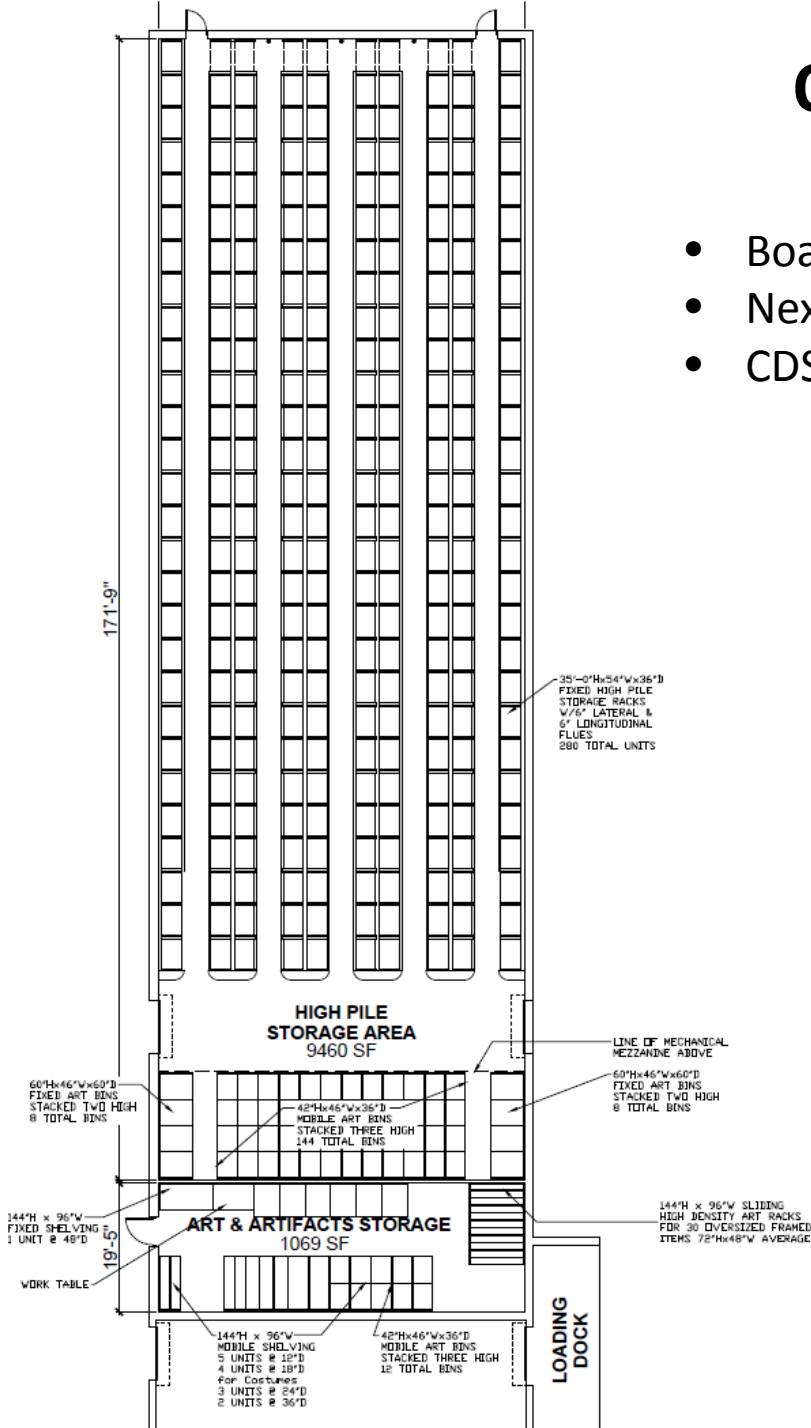 • Boa
• Nex
• CDS
171'-9"
35'-0"Hx54"Wx36"D
FIXED HIGH PILE
STORAGE RACKS
W/6" LATERAL &
6" LONGITUDINAL
FLUES
280 TOTAL UNITS
HIGH PILE
STORAGE AREA
9460 SF
LINE OF MECHANICAL
MEZZANINE ABOVE
60"Hx46"Wx60"D
FIXED ART BINS
STACKED TWO HIGH
8 TOTAL BINS
42"Hx46"Wx36"D
MOBILE ART BINS
STACKED THREE HIGH
144 TOTAL BINS
60"Hx46"Wx60"D
FIXED ART BINS
STACKED TWO HIGH
8 TOTAL BINS
144"H x 96"W
FIXED SHELVING
1 UNIT @ 48"D
19'-5"
ART & ARTIFACTS STORAGE
1069 SF
144"H x 96"W SLIDING
HIGH DENSITY ART RACKS
FOR 30 OVERSIZED FRAMED
ITEMS 72"Hx48"W AVERAGE
WORK TABLE
144"H x 96"W
MOBILE SHELVING
5 UNITS @ 12"D
4 UNITS @ 18"D
for Costumes
3 UNITS @ 24"D
2 UNITS @ 36"D
42"Hx46"Wx36"D
MOBILE ART BINS
STACKED THREE HIGH
12 TOTAL BINS
LOADING
DOCK